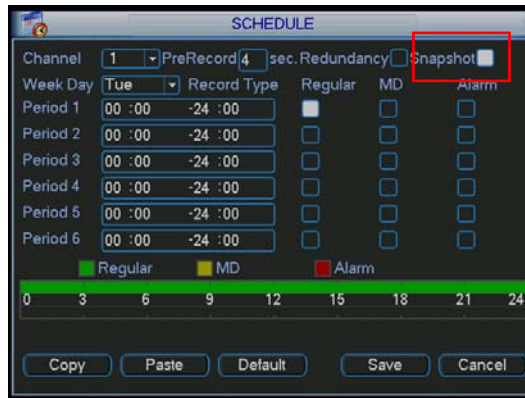 SCHEDULE
Channel 1 PreRecord 4 sec. Redundancy Snapshot
Week Day Tue Record Type Regular MD Alarm
Period 1 00 :00 -24 :00
Period 2 00 :00 -24 :00
Period 3 00 :00 -24 :00
Period 4 00 :00 -24 :00
Period 5 00 :00 -24 :00
Period 6 00 :00 -24 :00
Regular MD Alarm
0 3 6 9 12 15 18 21 24
Copy Paste Default Save Cancel